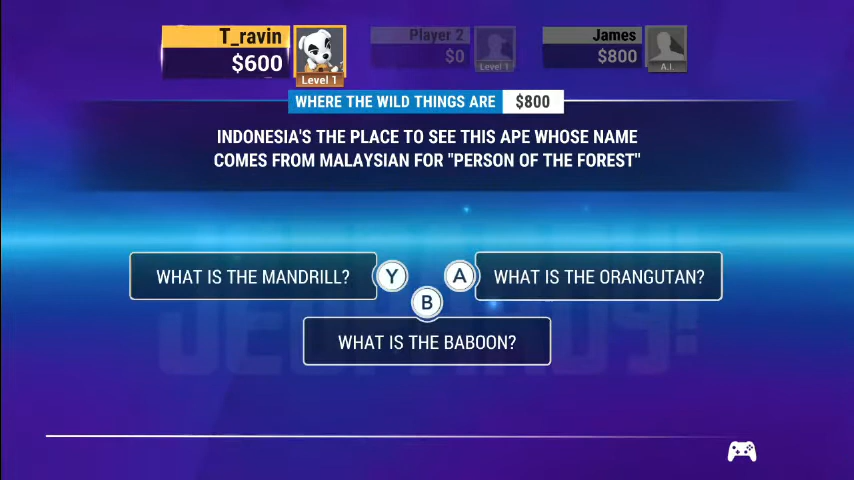 T_ravin
$600
Level 1
Player 2
$0
Level 1
James
$800
A.I.
WHERE THE WILD THINGS ARE $800
INDONESIA'S THE PLACE TO SEE THIS APE WHOSE NAME
COMES FROM MALAYSIAN FOR "PERSON OF THE FOREST"
WHAT IS THE MANDRILL? Y A WHAT IS THE ORANGUTAN?
B
WHAT IS THE BABOON?
JEOPARDY!